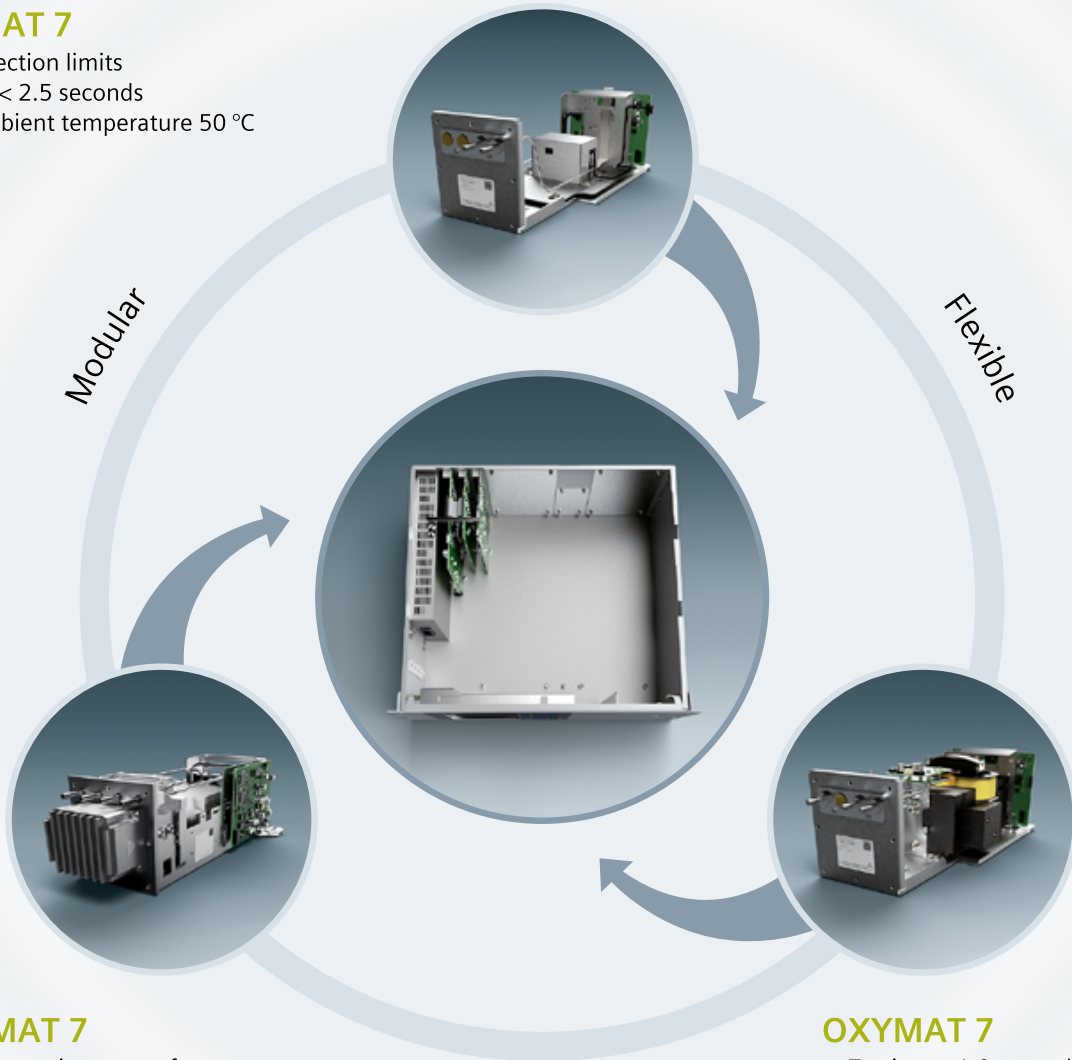 AT 7
ection limits
< 2.5 seconds
bient temperature 50 °C
Modular
Flexible
MAT 7
OXYMAT 7